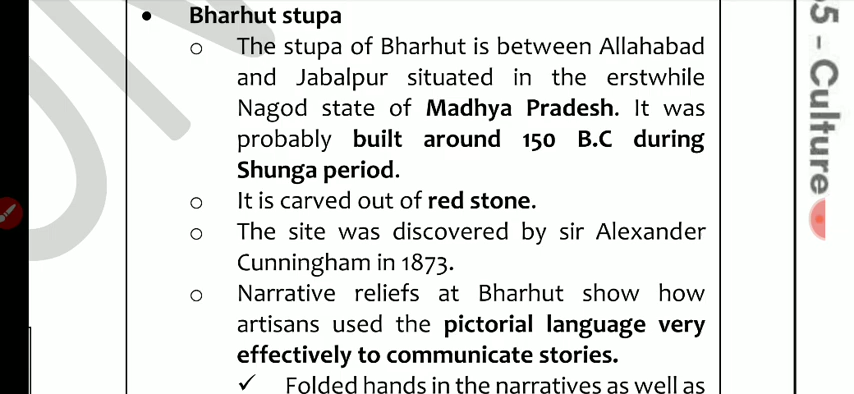 • Bharhut stupa
o The stupa of Bharhut is between Allahabad
and Jabalpur situated in the erstwhile
Nagod state of Madhya Pradesh. It was
probably built around 150 B.C during
Shunga period.
o It is carved out of red stone.
o The site was discovered by sir Alexander
Cunningham in 1873.
o Narrative reliefs at Bharhut show how
artisans used the pictorial language very
effectively to communicate stories.
✓ Folded hands in the narratives as well as
5 - Culture